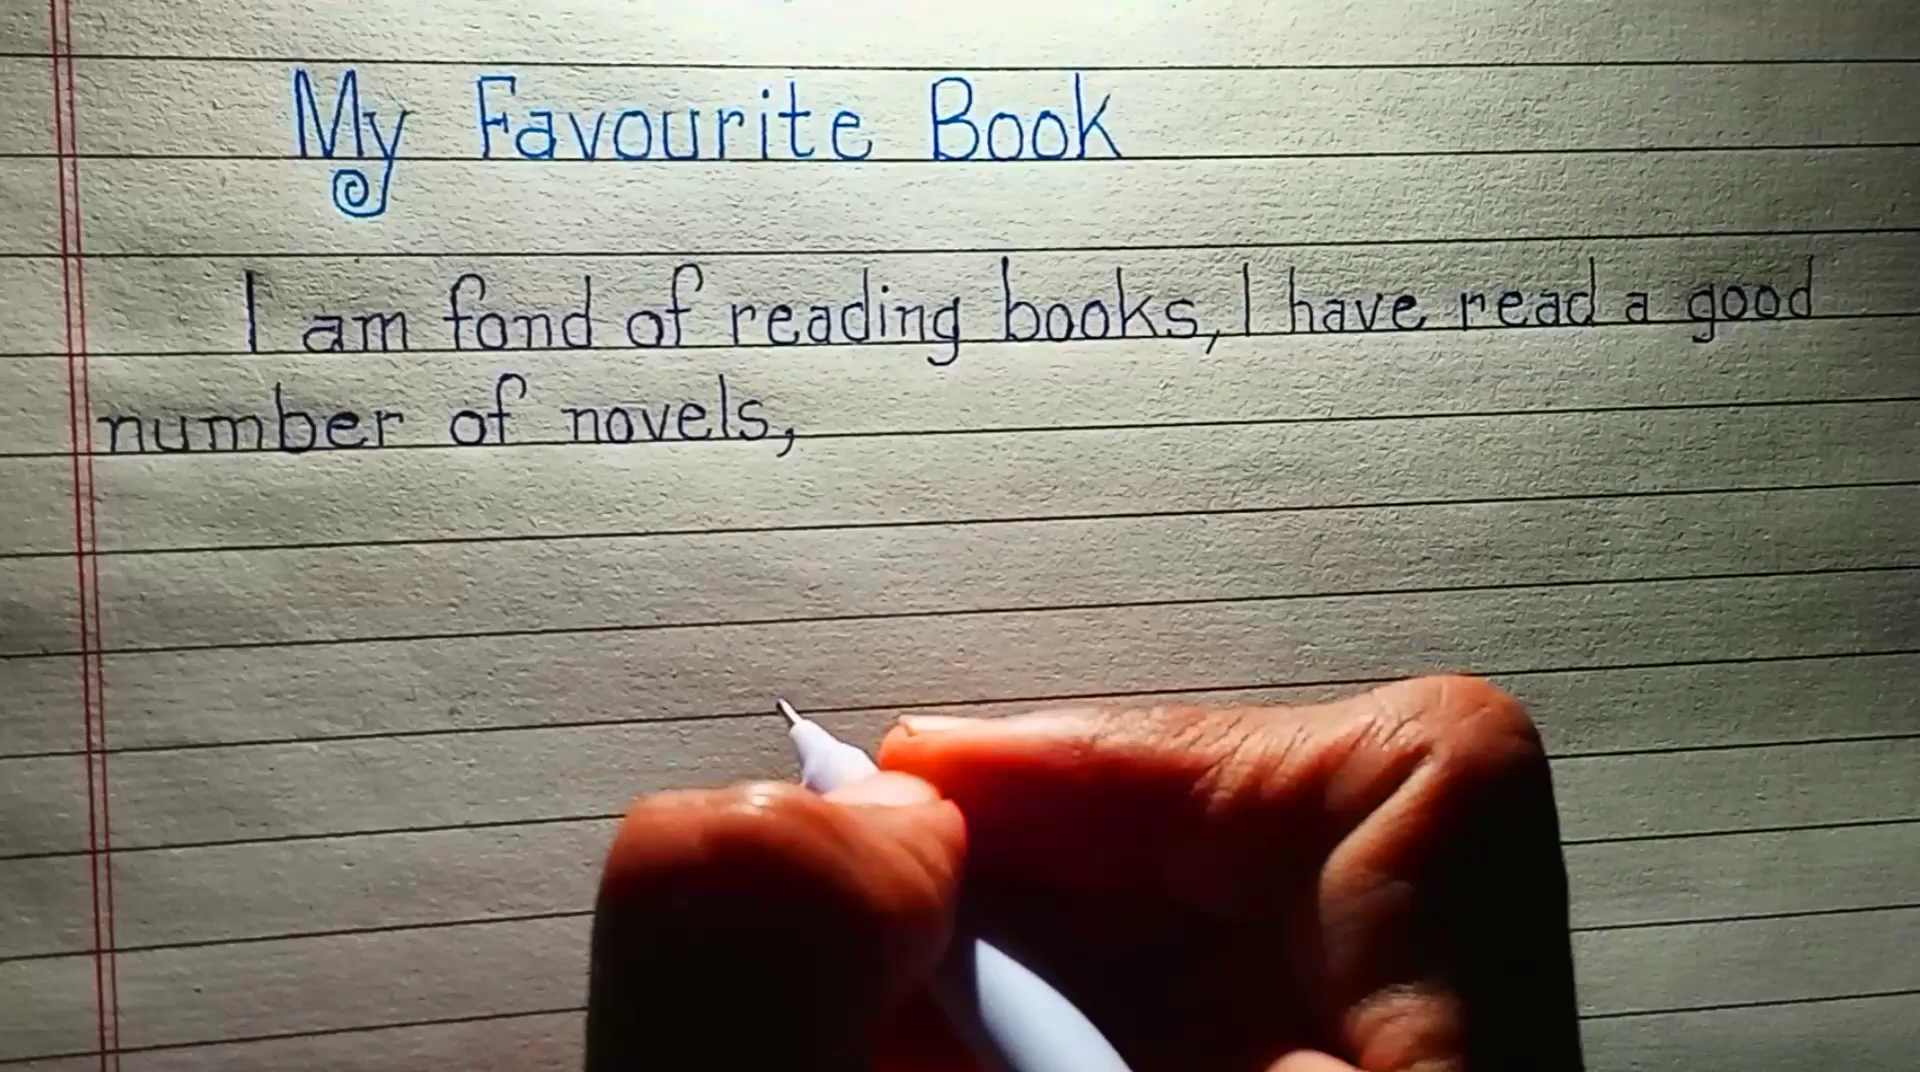 My Favourite Book
I am fond of reading books, I have read a good
number of novels,